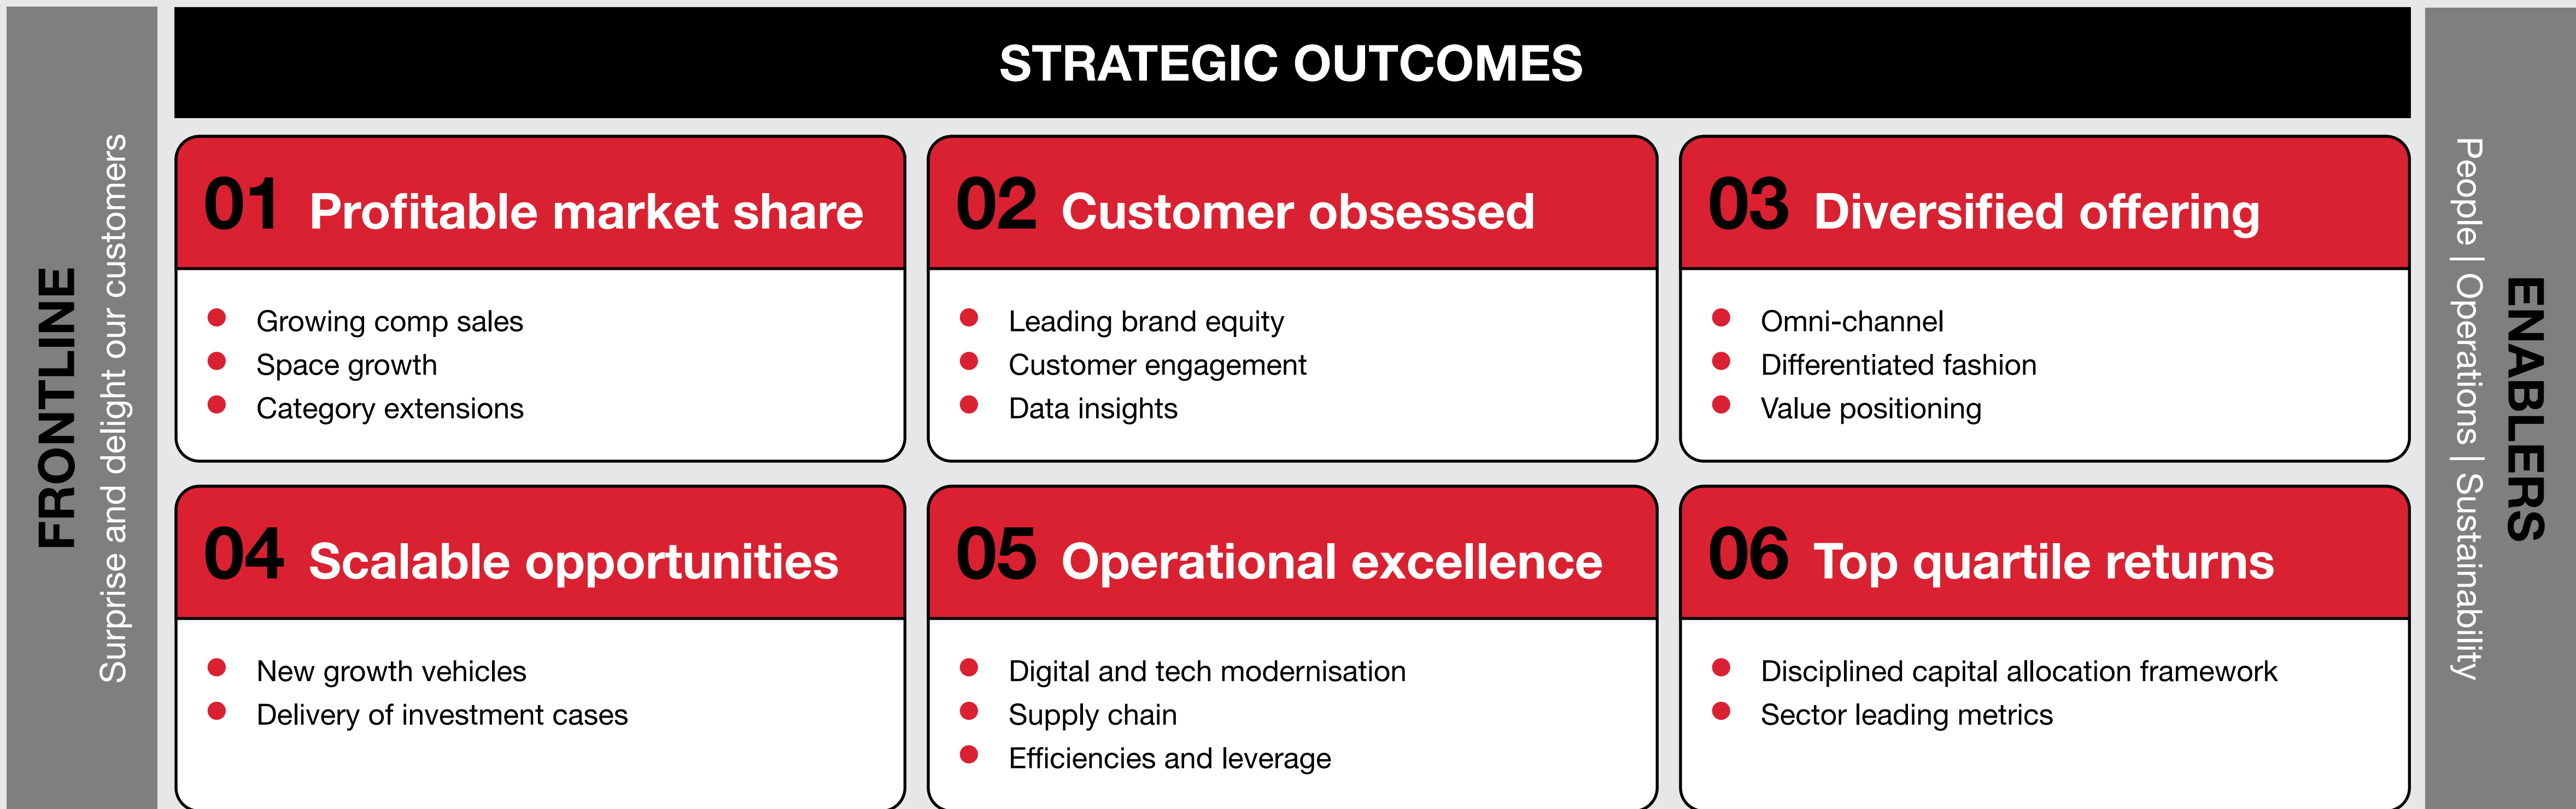 FRONTLINE
Surprise and delight our customers
STRATEGIC OUTCOMES
01 Profitable market share
Growing comp sales
Space growth
Category extensions
02 Customer obsessed
Leading brand equity
Customer engagement
Data insights
03 Diversified offering
Omni-channel
Differentiated fashion
Value positioning
04 Scalable opportunities
New growth vehicles
Delivery of investment cases
05 Operational excellence
Digital and tech modernisation
Supply chain
Efficiencies and leverage
06 Top quartile returns
Disciplined capital allocation framework
Sector leading metrics
ENABLERS
People | Operations | Sustainability